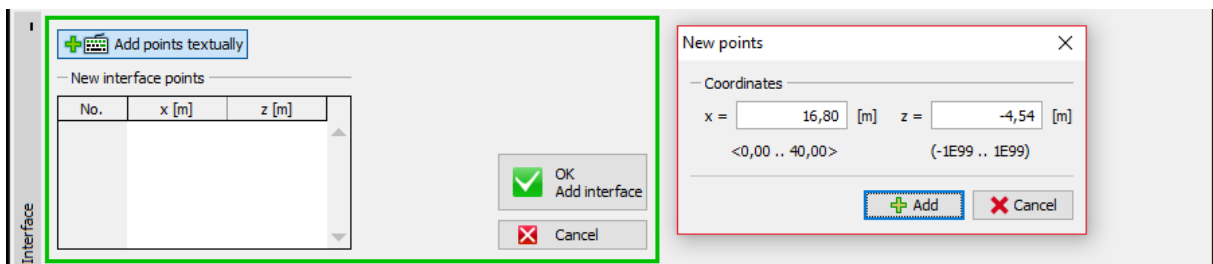 Add points textually
New interface points
No. x [m] z [m]
OK
Add interface
Cancel
Interface
New points
Coordinates
x = 16,80 [m] z = -4,54 [m]
<0,00 .. 40,00> (-1E99 .. 1E99)
Add Cancel